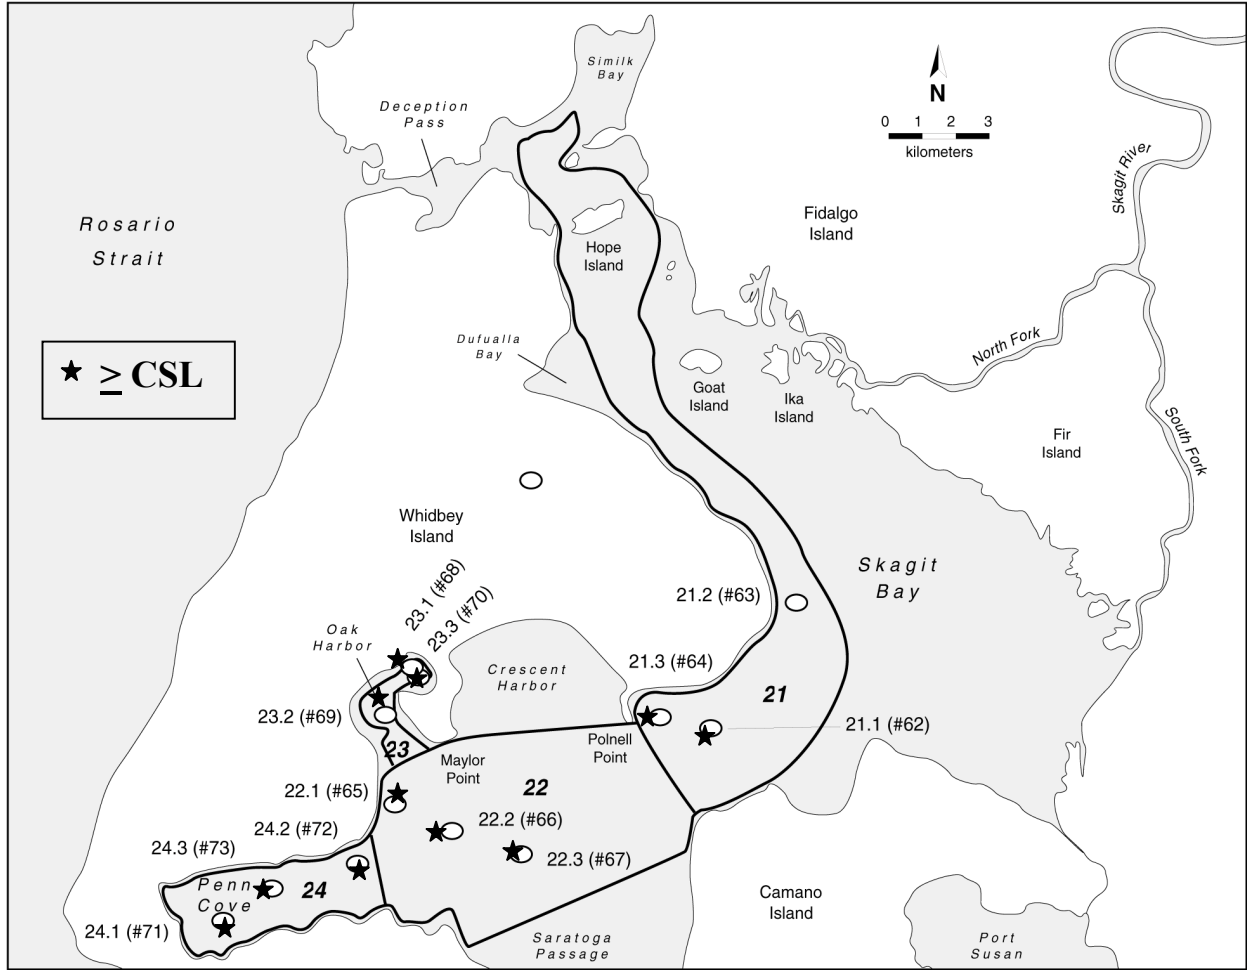 Similk
Bay
Deception
Pass
N
0 1 2 3
kilometers
Skagit River
Rosario
Strait
Fidalgo
Island
Hope
Island
≥ CSL
Dufualla
Bay
North Fork
Goat
Island
Ika
Island
South Fork
Fir
Island
Whidbey
Island
Skagit
Bay
23.1 (#68)
23.3 (#70)
21.2 (#63)
Oak
Harbor
21.3 (#64)
Crescent
Harbor
21
23.2 (#69)
21.1 (#62)
23
Polnell
Point
Maylor
Point
22
22.1 (#65)
22.2 (#66)
24.2 (#72)
24.3 (#73)
22.3 (#67)
Penn
Cove
24
24.1 (#71)
Camano
Island
Saratoga
Passage
Port
Susan